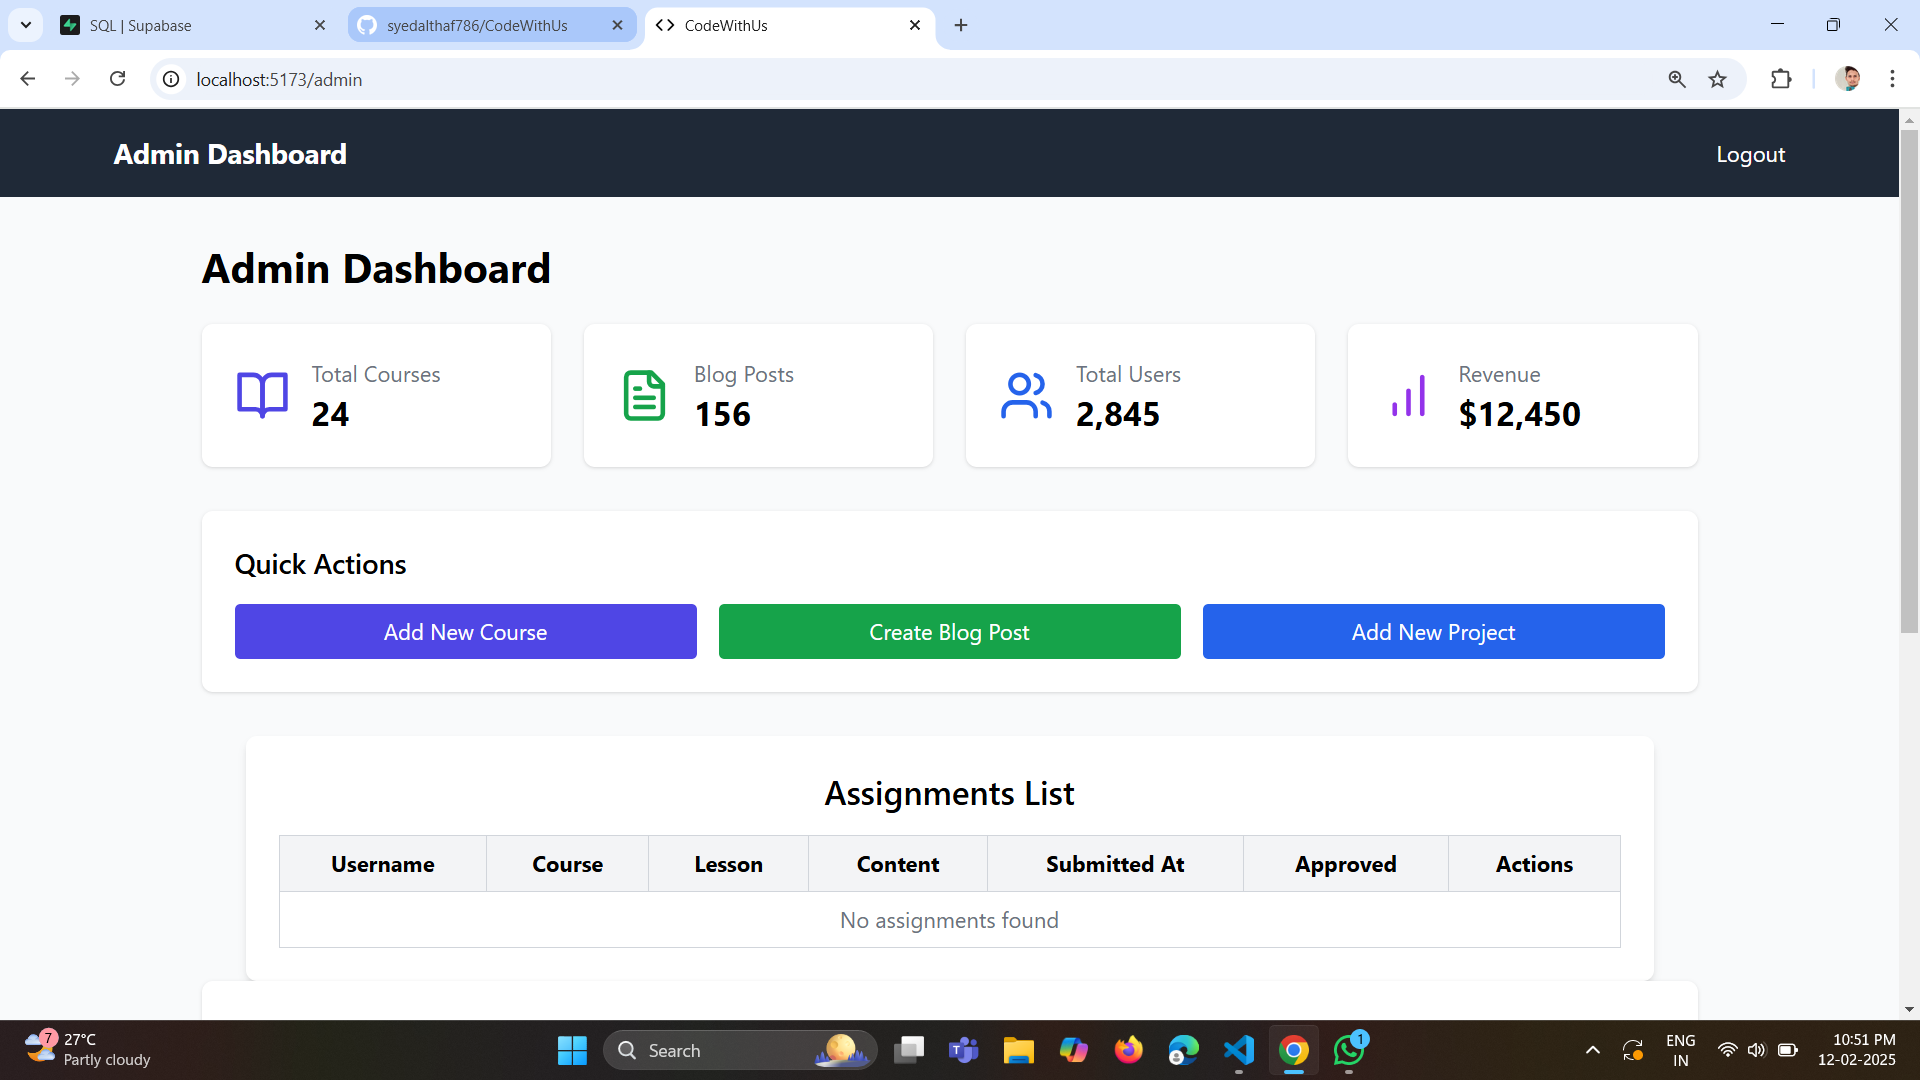 SQL | Supabase
syedalthaf786/CodeWithUs
CodeWithUs
localhost:5173/admin
Admin Dashboard
Logout
Admin Dashboard
Total Courses
24
Blog Posts
156
Total Users
2,845
Revenue
$12,450
Quick Actions
Add New Course
Create Blog Post
Add New Project
Assignments List
Username Course Lesson Content Submitted At Approved Actions
No assignments found
7
27°C
Partly cloudy
Search
1
ENG
IN
10:51 PM
12-02-2025